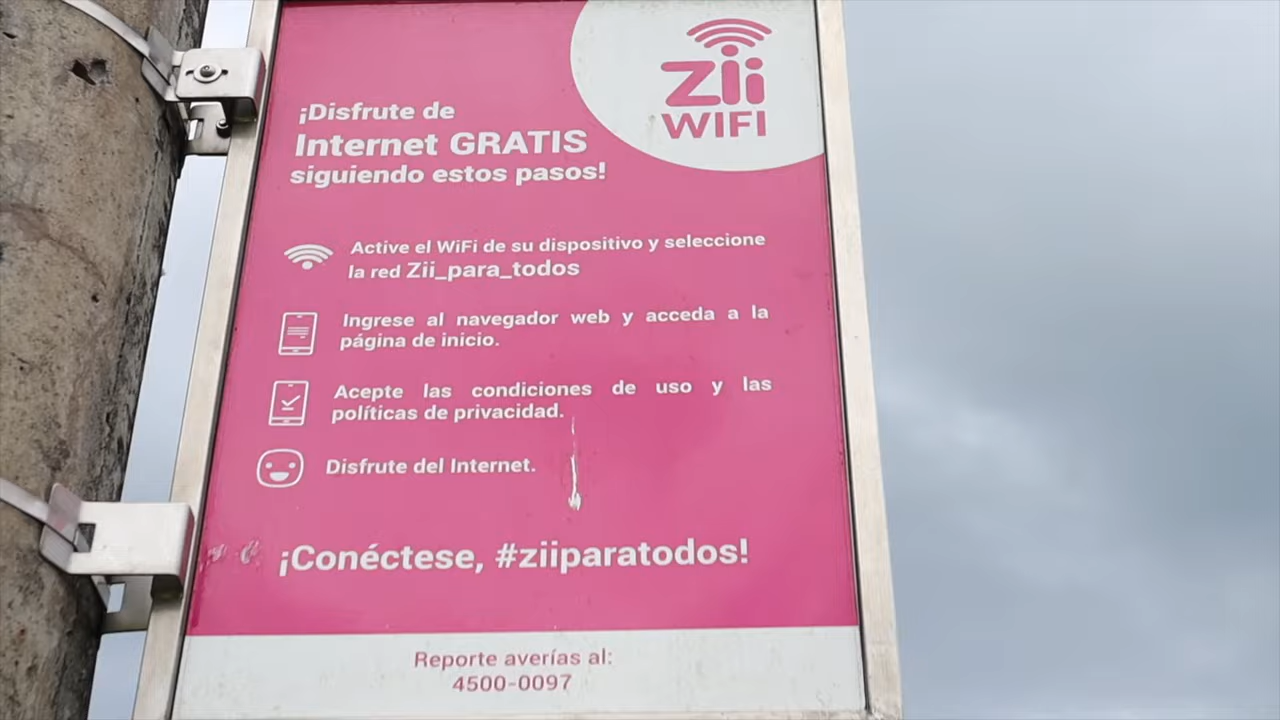 Zii
WIFI
¡Disfrute de
Internet GRATIS
siguiendo estos pasos!
Active el WiFi de su dispositivo y seleccione
la red Zii_para_todos
Ingrese al navegador web y acceda a la
página de inicio.
Acepte las condiciones de uso y las
políticas de privacidad.
Disfrute del Internet.
¡Conéctese, #ziiparatodos!
Reporte averías al:
4500-0097